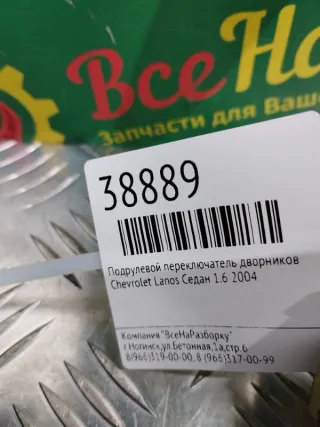 ВсеНа
Запчасти для Ваше
38889
Подрулевой переключатель дворников
Chevrolet Lanos Седан 1.6 2004
Компания "ВсеНаРазборку"
г.Ногинск,ул.Бетонная,1а,стр.6
8(966)319-00-00, 8 (966)317-00-99